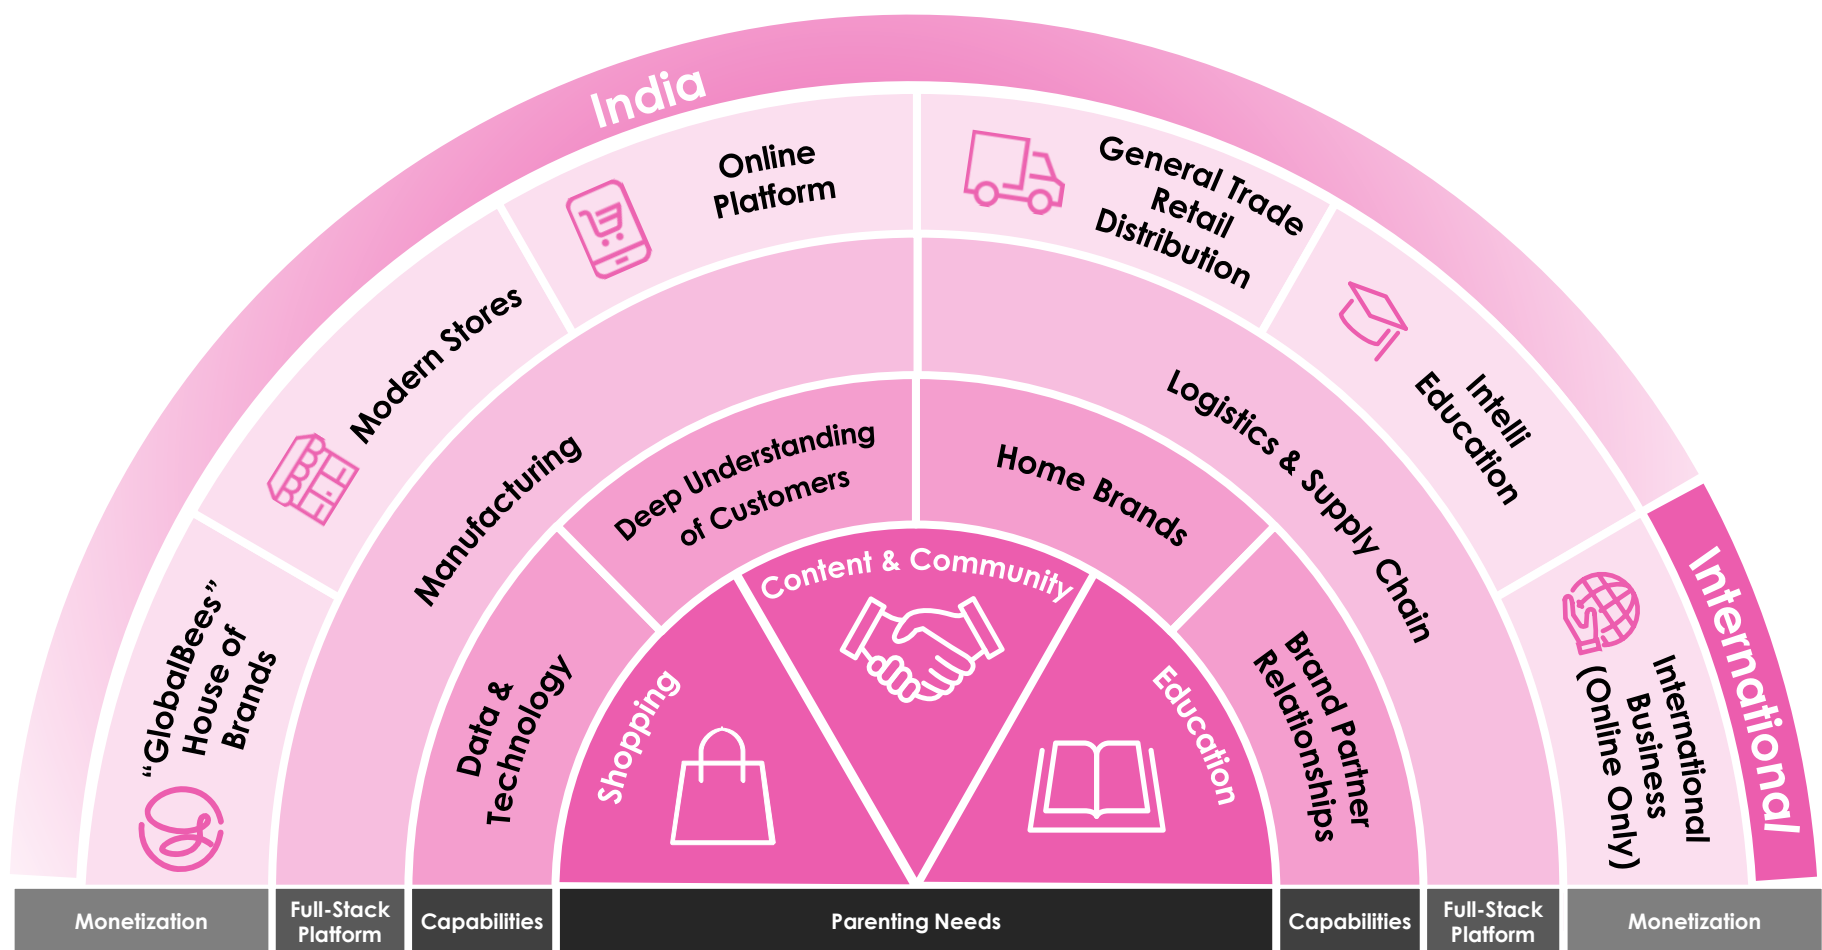 India
International
“GlobalBees”
House of
Brands
Modern Stores
Online
Platform
General Trade
Retail
Distribution
Intelli
Education
International
Business
(Online Only)
Manufacturing
Logistics & Supply Chain
Data &
Technology
Deep Understanding
of Customers
Home Brands
Brand Partner
Relationships
Shopping
Content & Community
Education
Monetization
Full-Stack
Platform
Capabilities
Parenting Needs
Capabilities
Full-Stack
Platform
Monetization